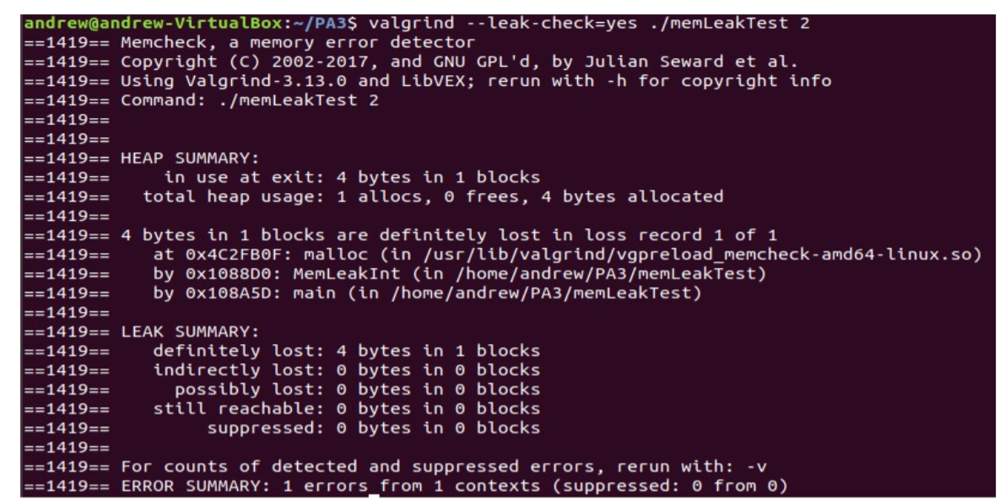 andrew@andrew-VirtualBox:~/PA3$ valgrind --leak-check=yes ./memLeakTest 2
==1419== Memcheck, a memory error detector
==1419== Copyright (C) 2002-2017, and GNU GPL'd, by Julian Seward et al.
==1419== Using Valgrind-3.13.0 and LibVEX; rerun with -h for copyright info
==1419== Command: ./memLeakTest 2
==1419==
==1419==
==1419== HEAP SUMMARY:
==1419==     in use at exit: 4 bytes in 1 blocks
==1419==   total heap usage: 1 allocs, 0 frees, 4 bytes allocated
==1419==
==1419== 4 bytes in 1 blocks are definitely lost in loss record 1 of 1
==1419==    at 0x4C2FB0F: malloc (in /usr/lib/valgrind/vgpreload_memcheck-amd64-linux.so)
==1419==    by 0x1088D0: MemLeakInt (in /home/andrew/PA3/memLeakTest)
==1419==    by 0x108A5D: main (in /home/andrew/PA3/memLeakTest)
==1419==
==1419== LEAK SUMMARY:
==1419==    definitely lost: 4 bytes in 1 blocks
==1419==    indirectly lost: 0 bytes in 0 blocks
==1419==      possibly lost: 0 bytes in 0 blocks
==1419==    still reachable: 0 bytes in 0 blocks
==1419==         suppressed: 0 bytes in 0 blocks
==1419==
==1419== For counts of detected and suppressed errors, rerun with: -v
==1419== ERROR SUMMARY: 1 errors from 1 contexts (suppressed: 0 from 0)